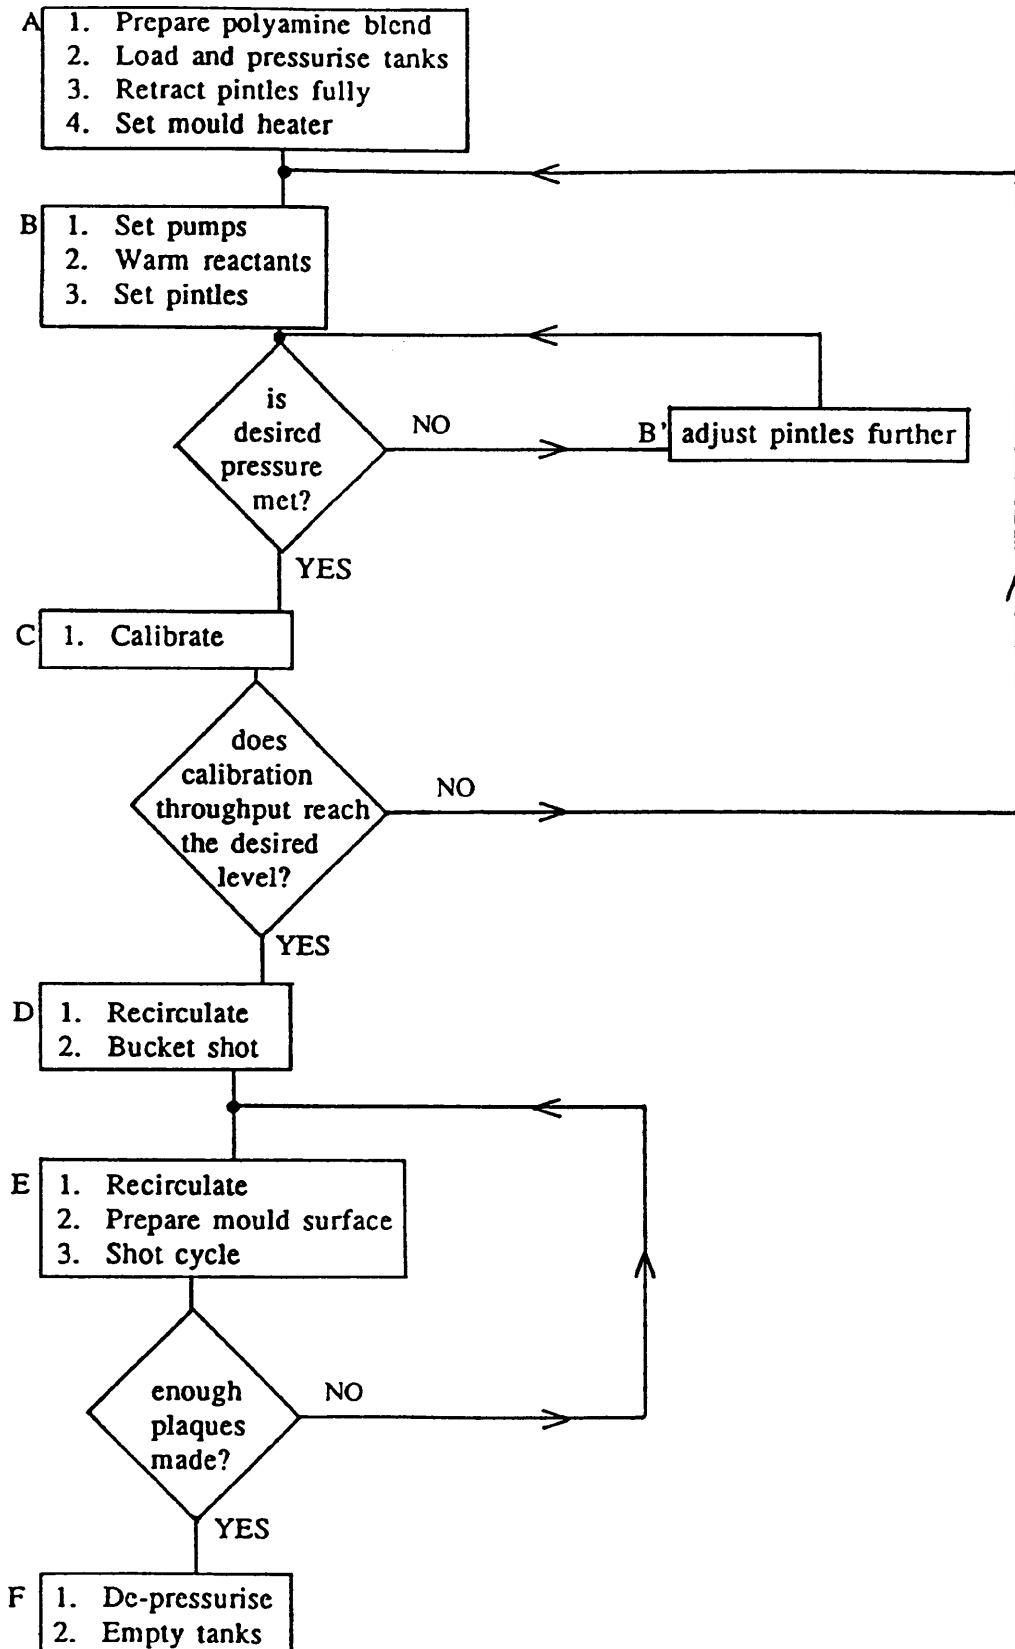 A
1. Prepare polyamine blend
2. Load and pressurise tanks
3. Retract pintles fully
4. Set mould heater
B
1. Set pumps
2. Warm reactants
3. Set pintles
is
desired
pressure
met?
NO
B' adjust pintles further
YES
C
1. Calibrate
does
calibration
throughput reach
the desired
level?
NO
YES
D
1. Recirculate
2. Bucket shot
E
1. Recirculate
2. Prepare mould surface
3. Shot cycle
enough
plaques
made?
NO
YES
F
1. De-pressurise
2. Empty tanks